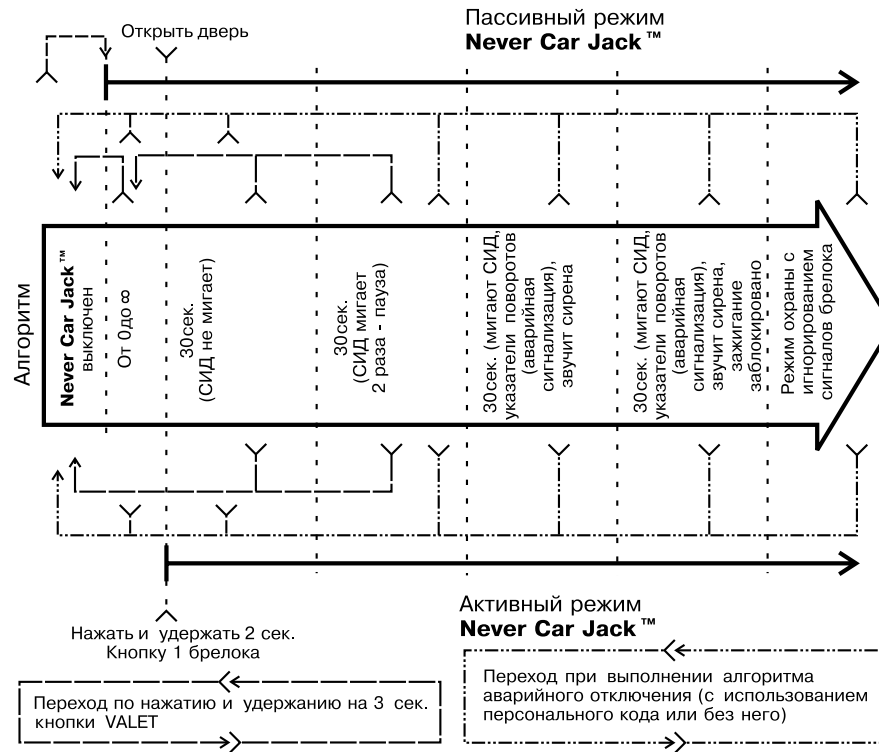 Пассивный режим
Never Car Jack™
Открыть дверь
Алгоритм
Never Car Jack™
выключен
От 0до ∞
30сек.
(СИД не мигает)
30сек.
(СИД мигает
2 раза - пауза)
30сек. (мигают СИД,
указатели поворотов
(аварийная
сигнализация),
звучит сирена
30сек. (мигают СИД,
указатели поворотов
(аварийная
сигнализация),
звучит сирена,
зажигание
заблокировано
Режим охраны с
игнорированием
сигналов брелока
Нажать и удержать 2 сек.
Кнопку 1 брелока
Активный режим
Never Car Jack™
Переход по нажатию и удержанию на 3 сек.
кнопки VALET
Переход при выполнении алгоритма
аварийного отключения (с использованием
персонального кода или без него)